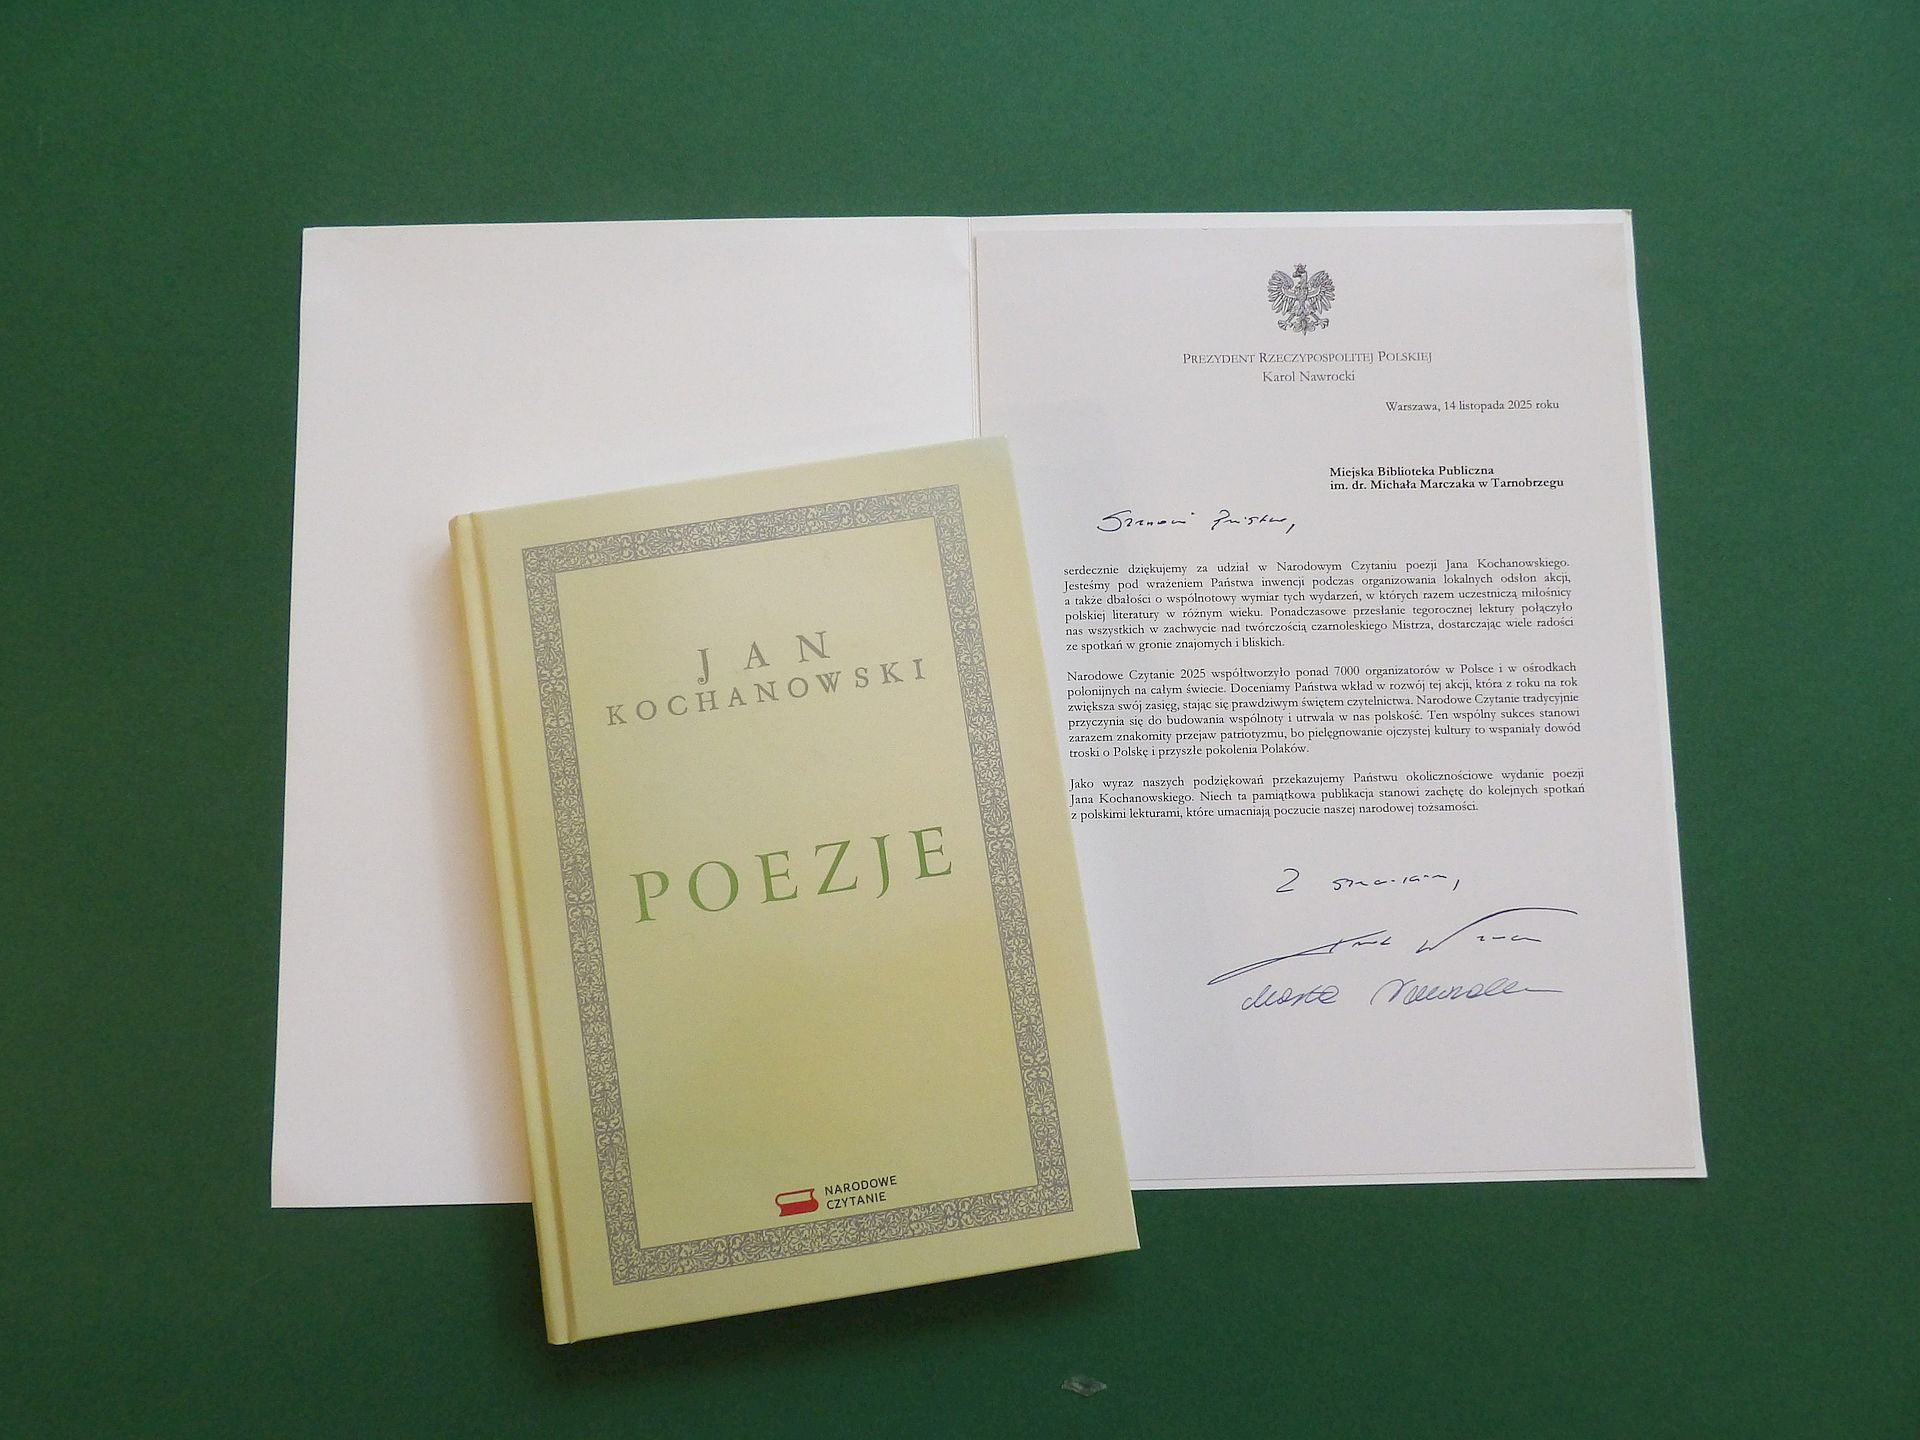 JAN
KOCHANOWSKI
POEZJE
NARODOWE
CZYTANIE
PREZYDENT RZECZYPOSPOLITEJ POLSKIEJ
Karol Nawrocki
Warszawa, 14 listopada 2025 roku
Miejska Biblioteka Publiczna
im. dr. Michała Marczaka w Tarnobrzegu
Szanowni Państwo,
serdecznie dziękujemy za udział w Narodowym Czytaniu poezji Jana Kochanowskiego.
Jesteśmy pod wrażeniem Państwa inwencji podczas organizowania lokalnych odsłon akcji,
a także dbałości o wspólnotowy wymiar tych wydarzeń, w których razem uczestniczą miłośnicy
polskiej literatury w różnym wieku. Ponadczasowe przesłanie tegorocznej lektury połączyło
nas wszystkich w zachwycie nad twórczością czarnoleskiego Mistrza, dostarczając wiele radości
ze spotkań w gronie znajomych i bliskich.
Narodowe Czytanie 2025 współtworzyło ponad 7000 organizatorów w Polsce i w ośrodkach
polonijnych na całym świecie. Doceniamy Państwa wkład w rozwój tej akcji, która z roku na rok
zwiększa swój zasięg, stając się prawdziwym świętem czytelnictwa. Narodowe Czytanie tradycyjnie
przyczynia się do budowania wspólnoty i utrwala w nas polskość. Ten wspólny sukces stanowi
zarazem znakomity przejaw patriotyzmu, bo pielęgnowanie ojczystej kultury to wspaniały dowód
troski o Polskę i przyszłe pokolenia Polaków.
Jako wyraz naszych podziękowań przekazujemy Państwu okolicznościowe wydanie poezji
Jana Kochanowskiego. Niech ta pamiątkowa publikacja stanowi zachętę do kolejnych spotkań
z polskimi lekturami, które umacniają poczucie naszej narodowej tożsamości.
Z szacunkiem,
Marta Nawrocka